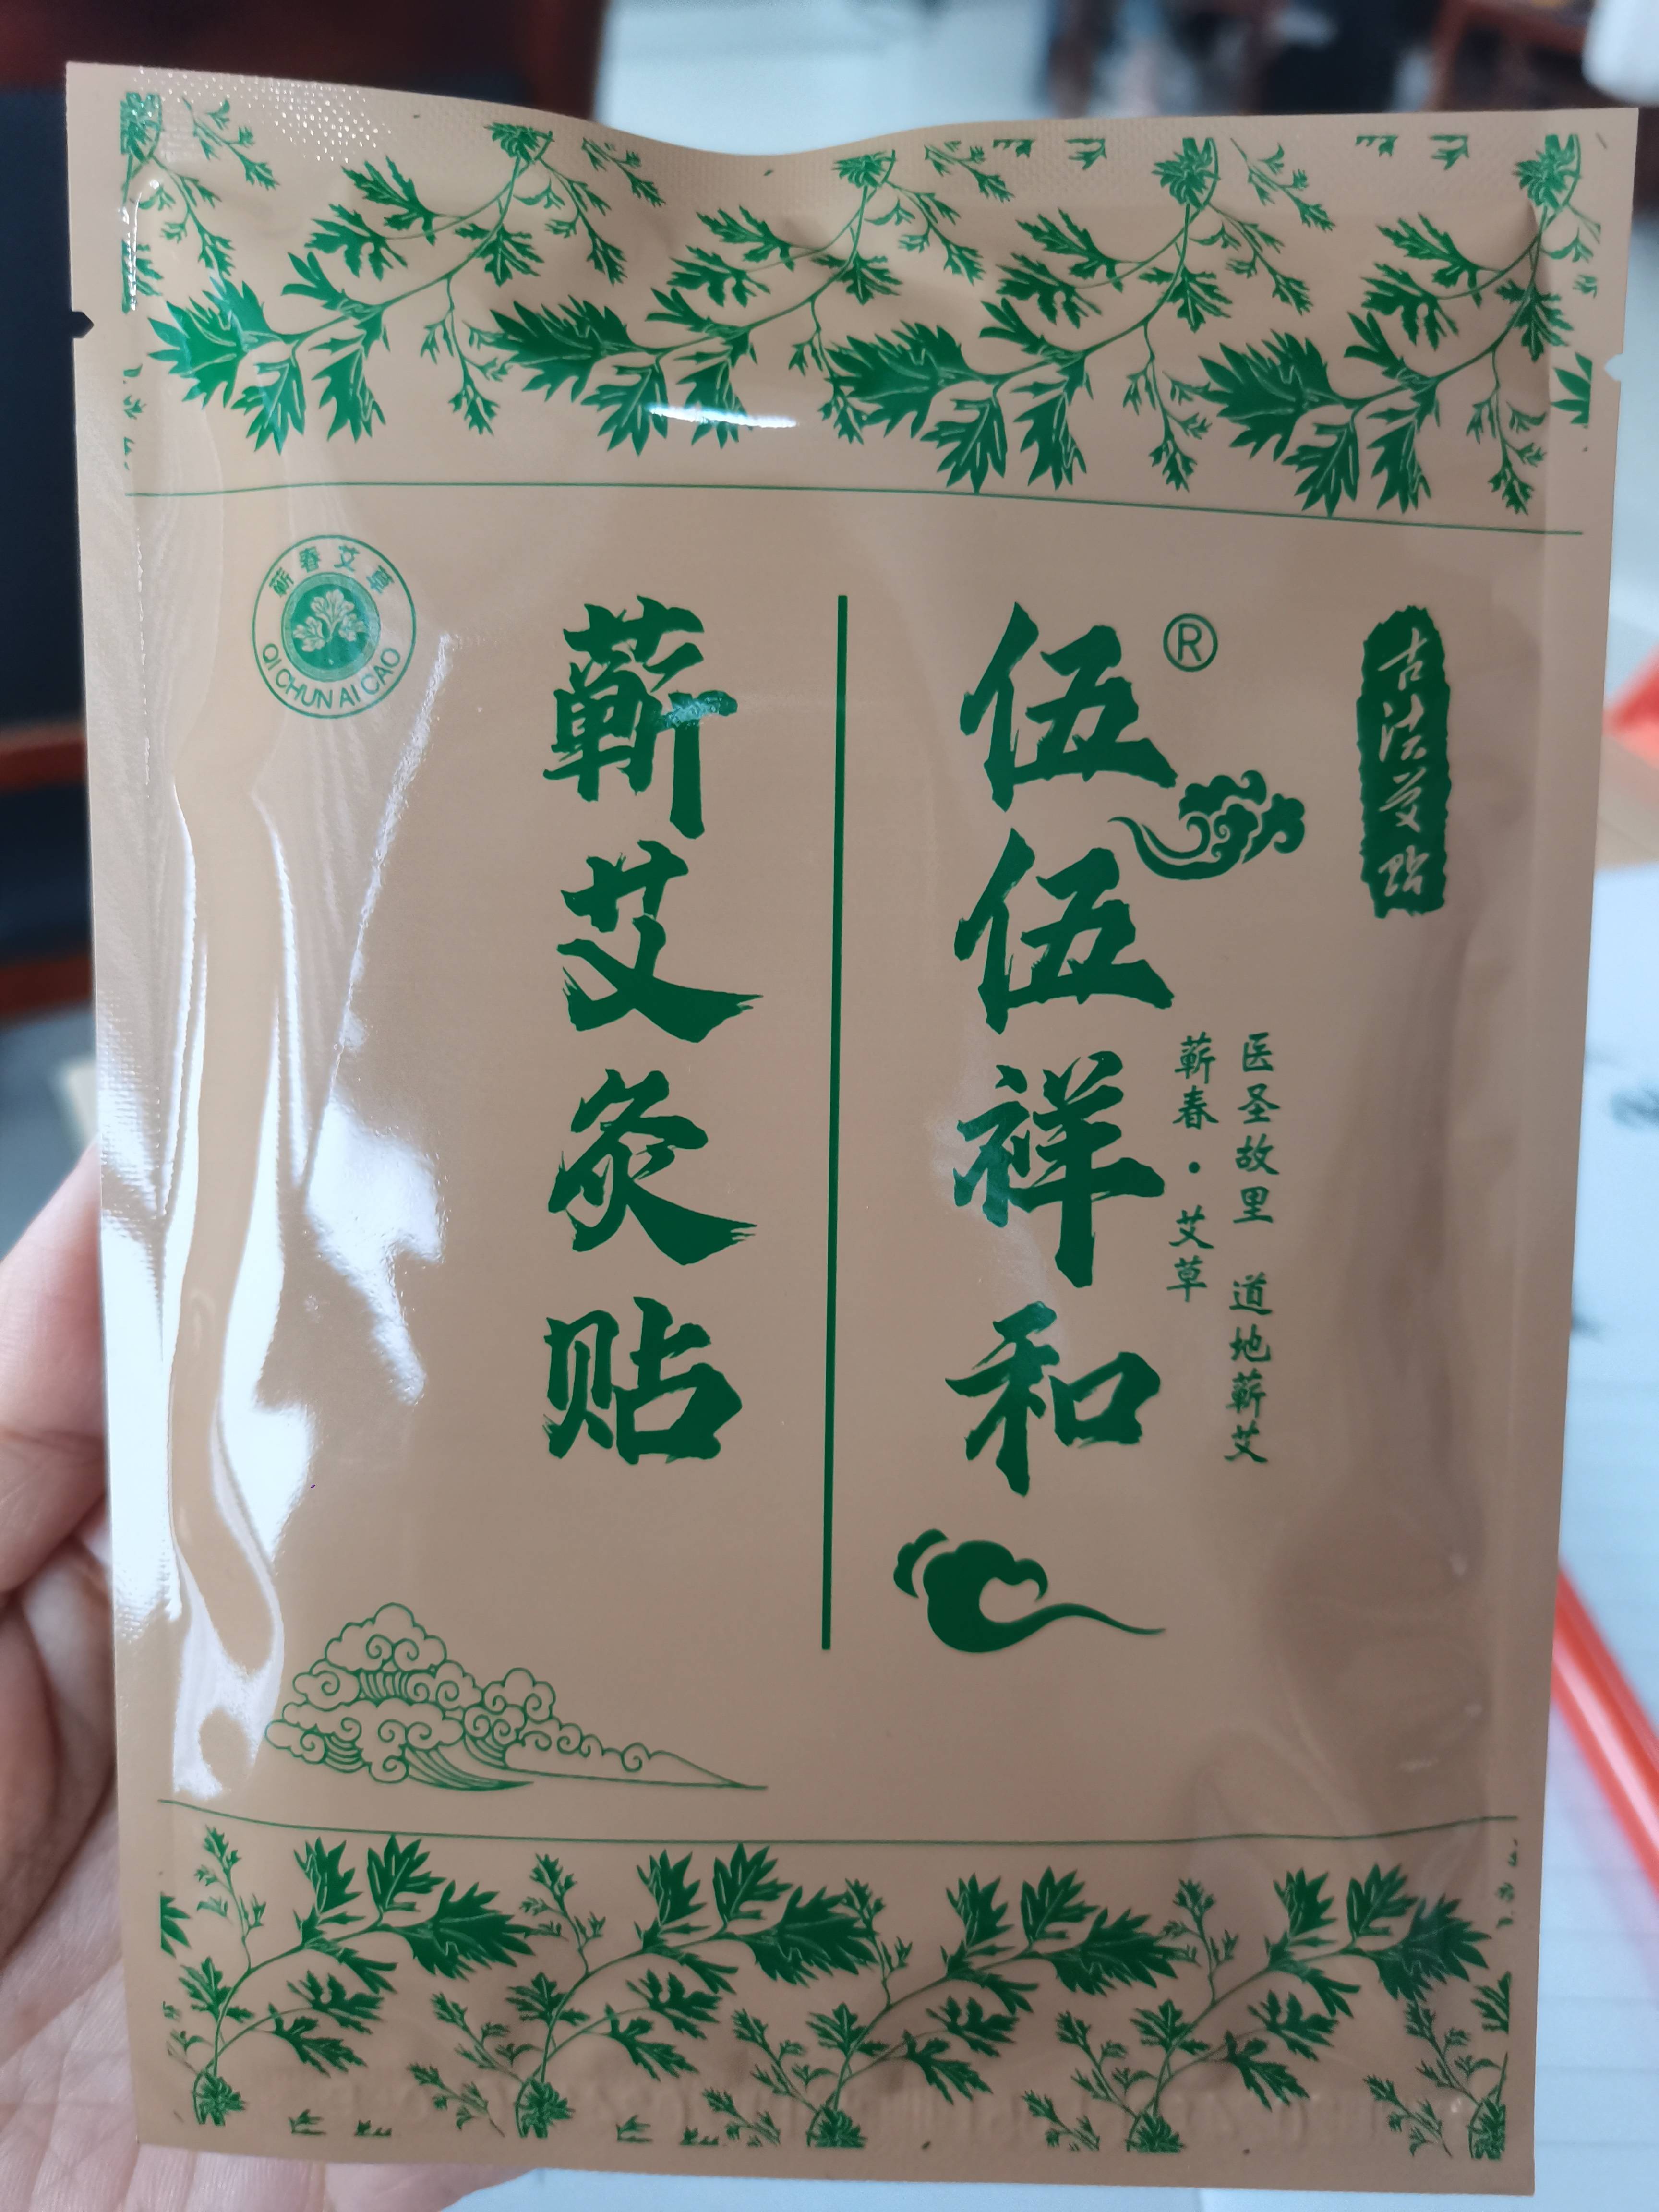 古法艾贴
伍伍祥和
®
医圣故里 道地蕲艾
蕲春·艾草
蕲艾灸贴
蕲春艾草
QI CHUN AI CAO